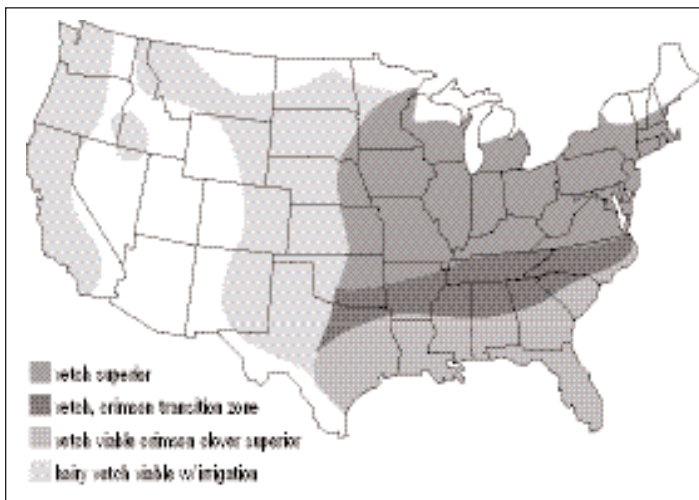 vetch superior
vetch, crimson transition zone
vetch viable crimson clover superior
hairy vetch viable w/irrigation